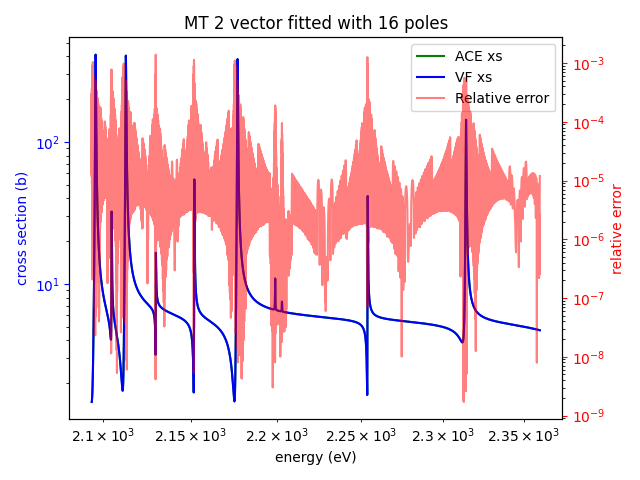 MT 2 vector fitted with 16 poles
ACE xs
VF xs
Relative error
cross section (b)
10²
10¹
relative error
10⁻³
10⁻⁴
10⁻⁵
10⁻⁶
10⁻⁷
10⁻⁸
10⁻⁹
2.1 × 10³ 2.15 × 10³ 2.2 × 10³ 2.25 × 10³ 2.3 × 10³ 2.35 × 10³
energy (eV)